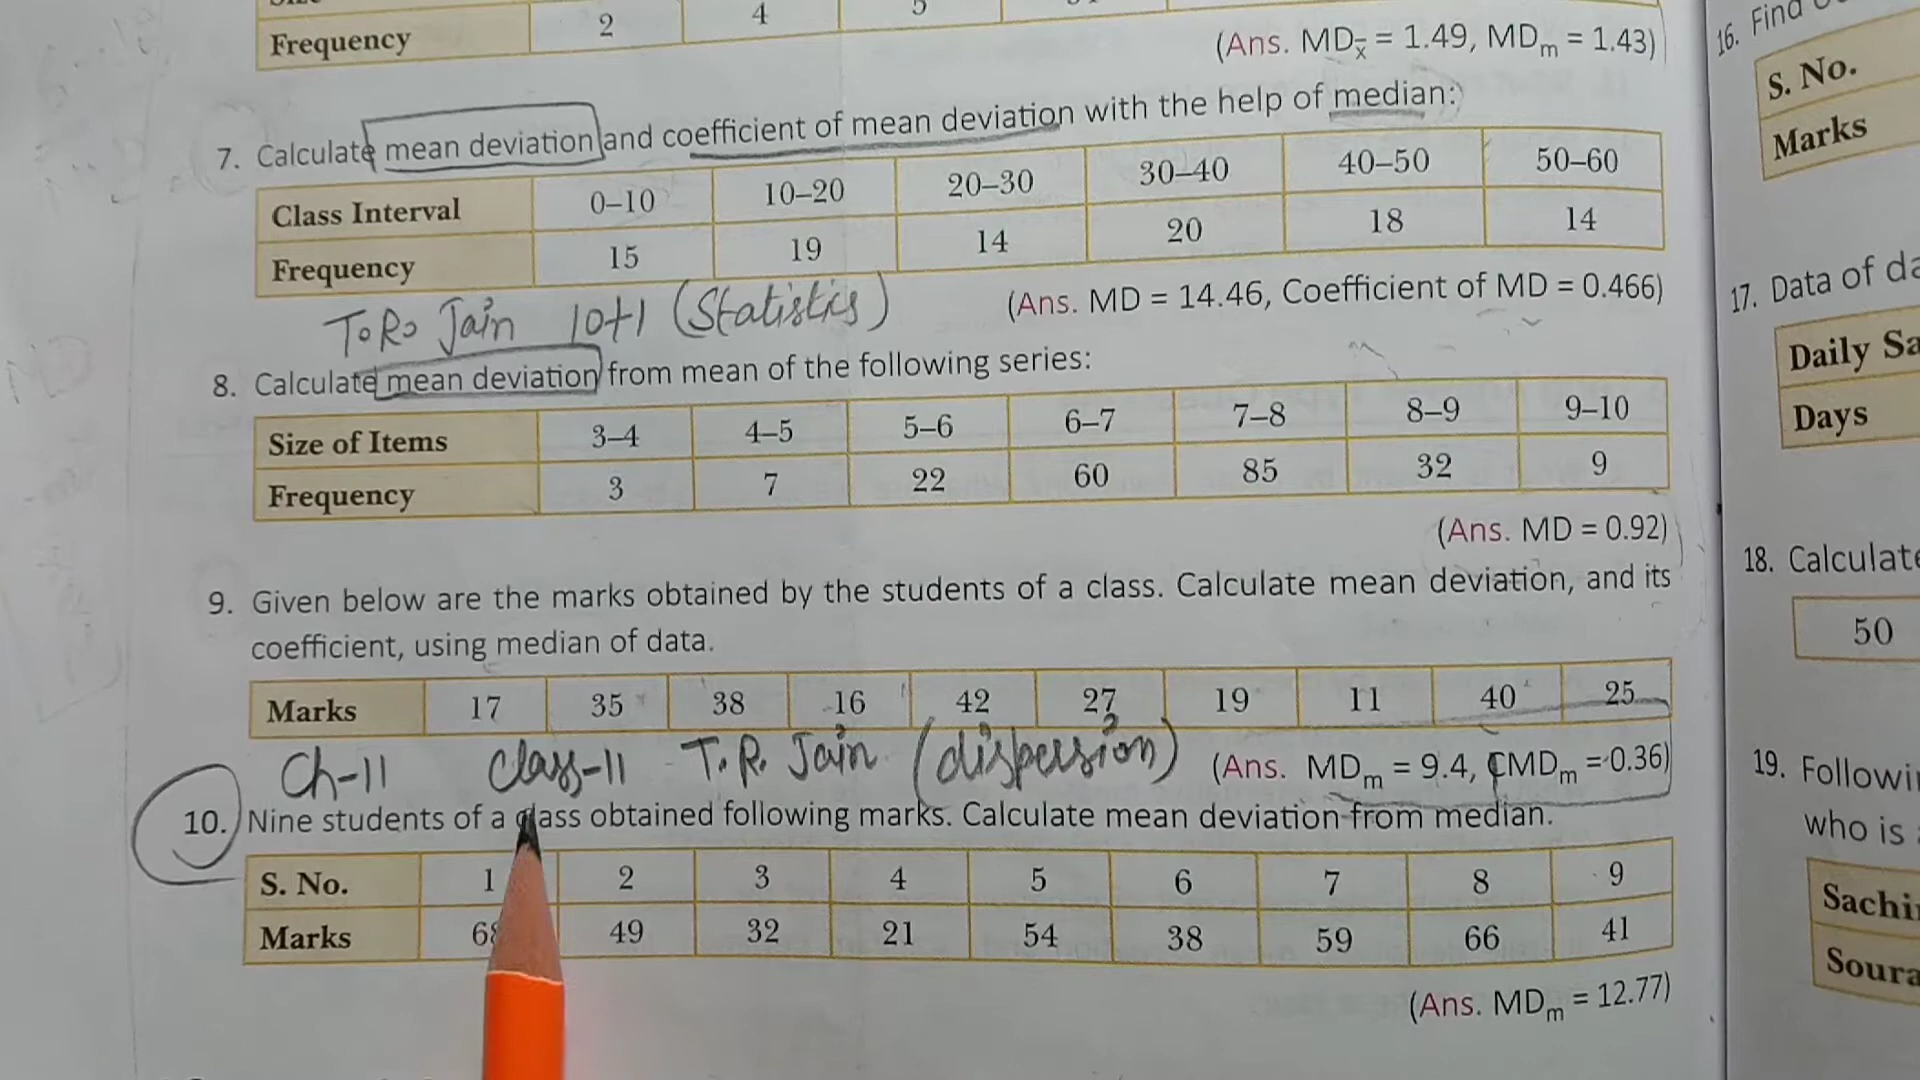 Frequency 2 4 5
(Ans. MDx̄ = 1.49, MDm = 1.43)
7. Calculate mean deviation and coefficient of mean deviation with the help of median:
Class Interval 0–10 10–20 20–30 30–40 40–50 50–60
Frequency 15 19 14 20 18 14
(Ans. MD = 14.46, Coefficient of MD = 0.466)
T.R. Jain 10+1 (Statistics)
8. Calculate mean deviation from mean of the following series:
Size of Items 3–4 4–5 5–6 6–7 7–8 8–9 9–10
Frequency 3 7 22 60 85 32 9
(Ans. MD = 0.92)
9. Given below are the marks obtained by the students of a class. Calculate mean deviation, and its
coefficient, using median of data.
Marks 17 35 38 16 42 27 19 11 40 25
Ch-11 Class-11 T.R. Jain (dispersion)
(Ans. MDm = 9.4, CMDm = 0.36)
10. Nine students of a class obtained following marks. Calculate mean deviation from median.
S. No. 1 2 3 4 5 6 7 8 9
Marks 49 32 21 54 38 59 66 41
(Ans. MDm = 12.77)
16. Find
S. No.
Marks
17. Data of
Daily
Days
18. Calculate
50
19.
who is